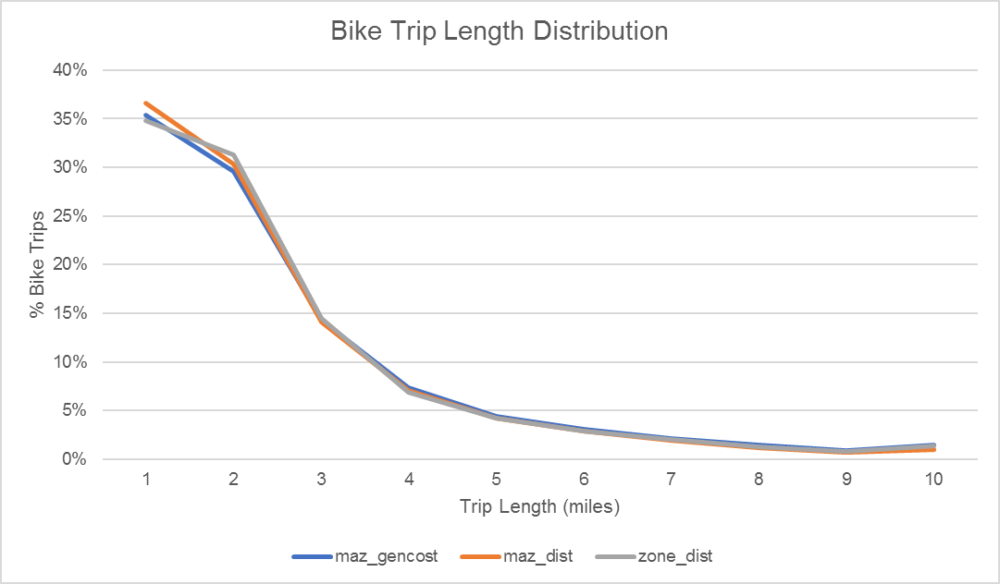 Bike Trip Length Distribution
40%
35%
30%
25%
20%
15%
10%
5%
0%
% Bike Trips
1 2 3 4 5 6 7 8 9 10
Trip Length (miles)
maz_gencost maz_dist zone_dist